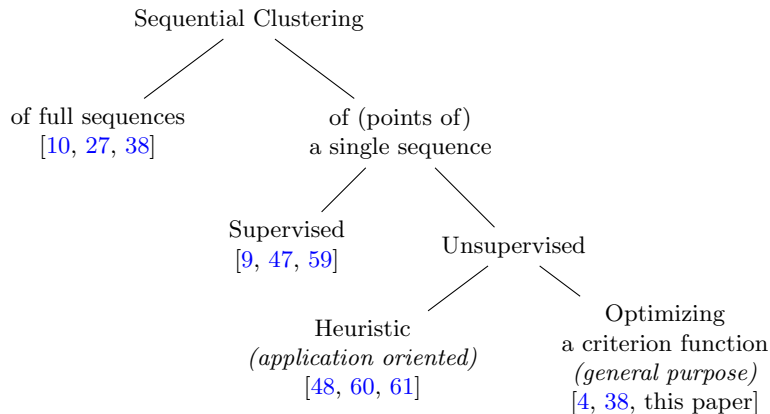 Sequential Clustering
of full sequences
[10, 27, 38]
of (points of)
a single sequence
Supervised
[9, 47, 59]
Unsupervised
Heuristic
(application oriented)
[48, 60, 61]
Optimizing
a criterion function
(general purpose)
[4, 38, this paper]